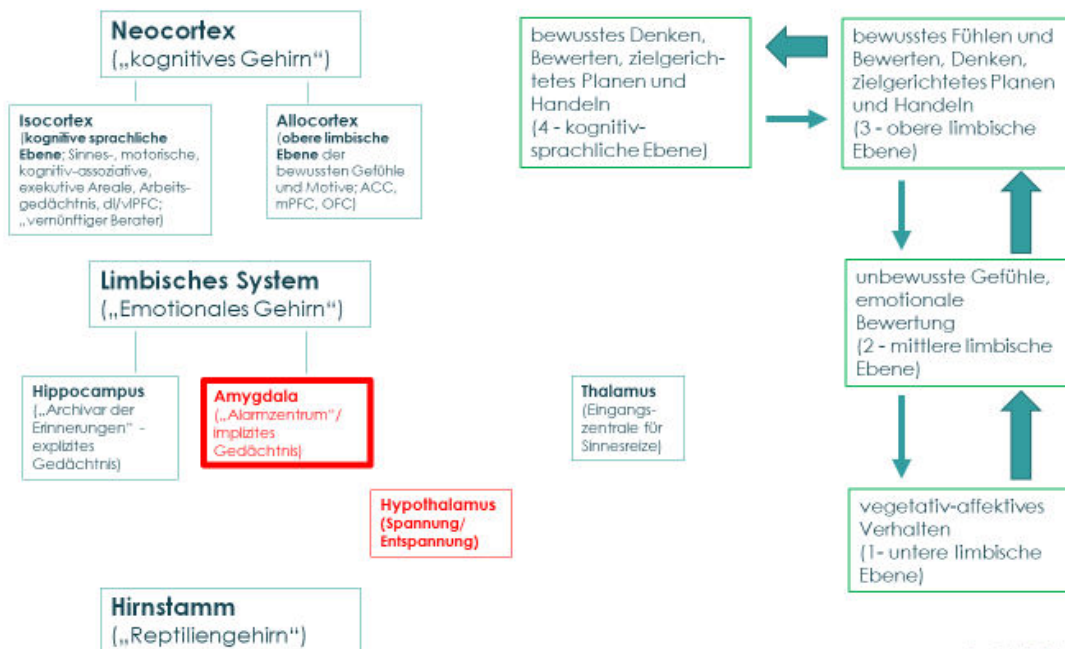 Neocortex
(„kognitives Gehirn“)
Isocortex
(kognitive sprachliche
Ebene; Sinnes-, motorische,
kognitiv-assoziative,
exekutive Areale, Arbeits-
gedächtnis, dl/vlPFC;
„vernünftiger Berater)
Allocortex
(obere limbische
Ebene der
bewussten Gefühle
und Motive; ACC,
mPFC, OFC)
Limbisches System
(„Emotionales Gehirn“)
Hippocampus
(„Archivar der
Erinnerungen“ -
explizites
Gedächtnis)
Amygdala
(„Alarmzentrum“/
implizites
Gedächtnis)
Thalamus
(Eingangs-
zentrale für
Sinnesreize)
Hypothalamus
(Spannung/
Entspannung)
Hirnstamm
(„Reptiliengehirn“)
bewusstes Denken,
Bewerten, zielgerich-
tetes Planen und
Handeln
(4 - kognitiv-
sprachliche Ebene)
bewusstes Fühlen und
Bewerten, Denken,
zielgerichtetes Planen
und Handeln
(3 - obere limbische
Ebene)
unbewusste Gefühle,
emotionale
Bewertung
(2 - mittlere limbische
Ebene)
vegetativ-affektives
Verhalten
(1- untere limbische
Ebene)